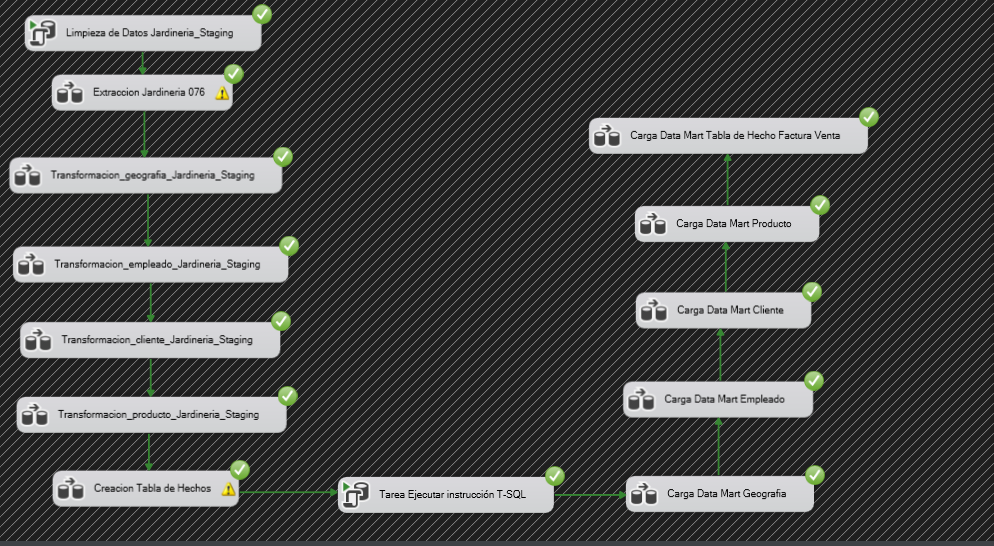 Limpieza de Datos Jardineria_Staging
Extraccion Jardineria 076
Transformacion_geografia_Jardineria_Staging
Transformacion_empleado_Jardineria_Staging
Transformacion_cliente_Jardineria_Staging
Transformacion_producto_Jardineria_Staging
Creacion Tabla de Hechos
Tarea Ejecutar instrucción T-SQL
Carga Data Mart Geografia
Carga Data Mart Empleado
Carga Data Mart Cliente
Carga Data Mart Producto
Carga Data Mart Tabla de Hecho Factura Venta